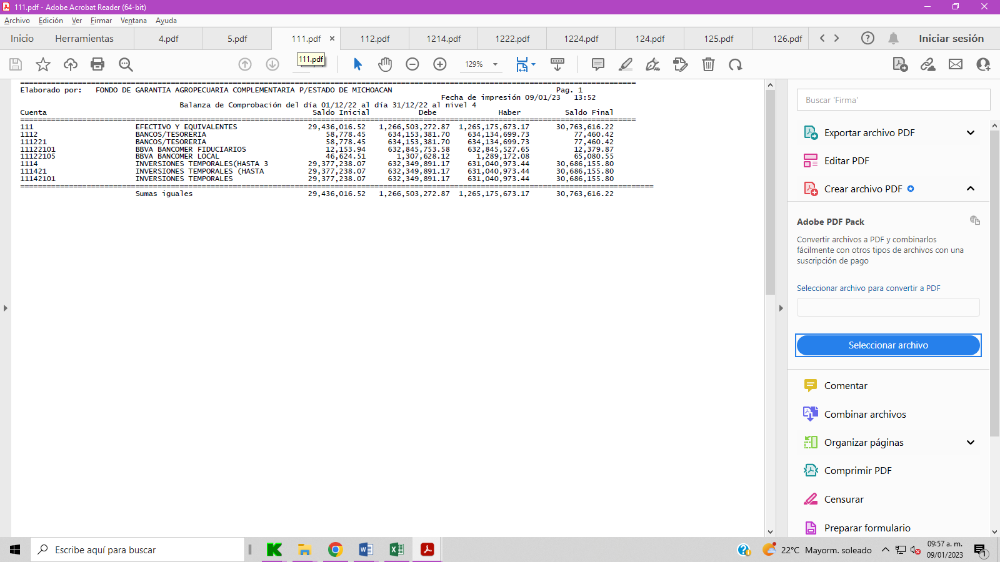 111.pdf - Adobe Acrobat Reader (64-bit)
Archivo Edición Ver Firmar Ventana Ayuda
Inicio Herramientas 4.pdf 5.pdf 111.pdf × 112.pdf 1214.pdf 1222.pdf 1224.pdf 124.pdf 125.pdf 126.pdf Iniciar sesión
129%
111.pdf
Elaborado por: FONDO DE GARANTIA AGROPECUARIA COMPLEMENTARIA P/ESTADO DE MICHOACAN Pag. 1
Fecha de impresión 09/01/23 13:52
Balanza de Comprobación del día 01/12/22 al día 31/12/22 al nivel 4
Cuenta Saldo Inicial Debe Haber Saldo Final
111 EFECTIVO Y EQUIVALENTES 29,436,016.52 1,266,503,272.87 1,265,175,673.17 30,763,616.22
1112 BANCOS/TESORERIA 58,778.45 634,153,381.70 634,134,699.73 77,460.42
111221 BANCOS/TESORERIA 58,778.45 634,153,381.70 634,134,699.73 77,460.42
11122101 BBVA BANCOMER FIDUCIARIOS 12,153.94 632,845,753.58 632,845,527.65 12,379.87
11122105 BBVA BANCOMER LOCAL 46,624.51 1,307,628.12 1,289,172.08 65,080.55
1114 INVERSIONES TEMPORALES(HASTA 3 29,377,238.07 632,349,891.17 631,040,973.44 30,686,155.80
111421 INVERSIONES TEMPORALES (HASTA 29,377,238.07 632,349,891.17 631,040,973.44 30,686,155.80
11142101 INVERSIONES TEMPORALES 29,377,238.07 632,349,891.17 631,040,973.44 30,686,155.80
Sumas iguales 29,436,016.52 1,266,503,272.87 1,265,175,673.17 30,763,616.22
Buscar 'Firma'
Exportar archivo PDF
Editar PDF
Crear archivo PDF
Adobe PDF Pack
Convertir archivos a PDF y combinarlos
fácilmente con otros tipos de archivos con una
suscripción de pago
Seleccionar archivo para convertir a PDF
Seleccionar archivo
Comentar
Combinar archivos
Organizar páginas
Comprimir PDF
Censurar
Preparar formulario
Escribe aquí para buscar
22°C Mayorm. soleado
09:57 a. m.
09/01/2023
1